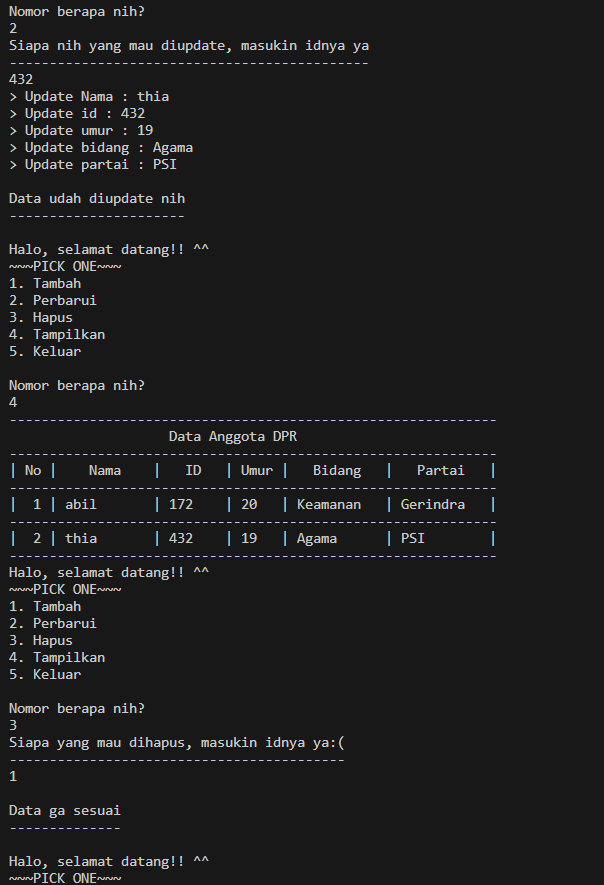 Nomor berapa nih?
2
Siapa nih yang mau diupdate, masukin idnya ya
---------------------------------------------
432
> Update Nama : thia
> Update id : 432
> Update umur : 19
> Update bidang : Agama
> Update partai : PSI

Data udah diupdate nih
----------------------

Halo, selamat datang!! ^^
~~~PICK ONE~~~
1. Tambah
2. Perbarui
3. Hapus
4. Tampilkan
5. Keluar

Nomor berapa nih?
4
-------------------------------------------------------------
                    Data Anggota DPR
-------------------------------------------------------------
| No |    Nama    |   ID   | Umur |   Bidang   |   Partai   |
-------------------------------------------------------------
|  1 | abil       | 172    | 20   | Keamanan   | Gerindra   |
-------------------------------------------------------------
|  2 | thia       | 432    | 19   | Agama      | PSI        |
-------------------------------------------------------------
Halo, selamat datang!! ^^
~~~PICK ONE~~~
1. Tambah
2. Perbarui
3. Hapus
4. Tampilkan
5. Keluar

Nomor berapa nih?
3
Siapa yang mau dihapus, masukin idnya ya:(
------------------------------------------
1

Data ga sesuai
--------------

Halo, selamat datang!! ^^
~~~PICK ONE~~~